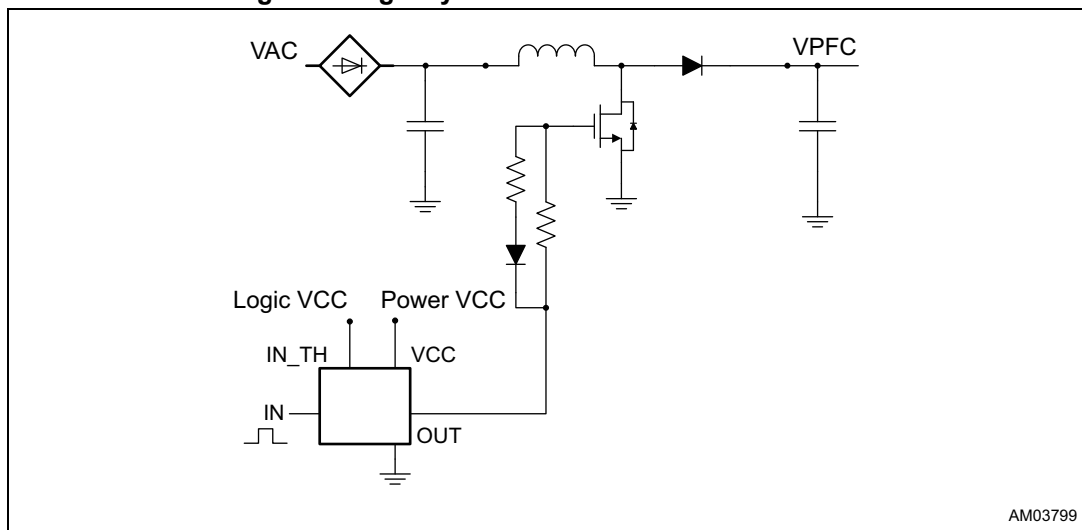 VAC
VPFC
Logic VCC
Power VCC
IN_TH
VCC
IN
OUT
AM03799